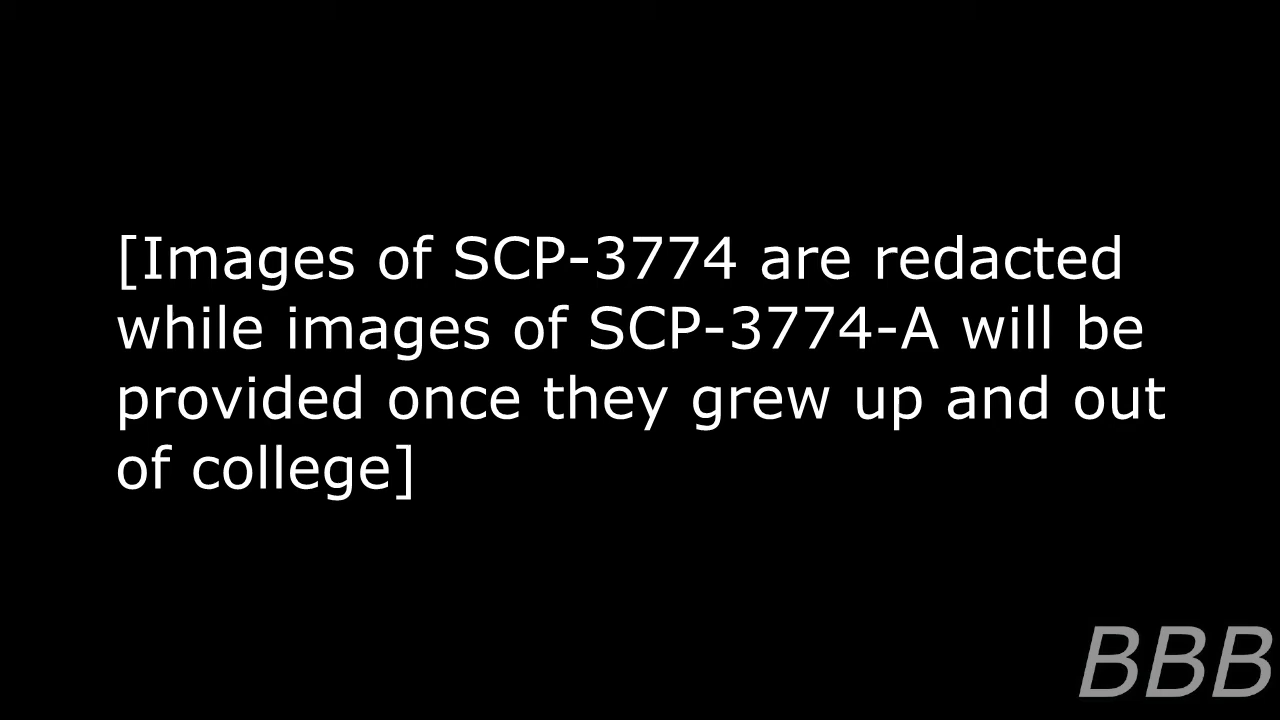 [Images of SCP-3774 are redacted
while images of SCP-3774-A will be
provided once they grew up and out
of college]
BBB